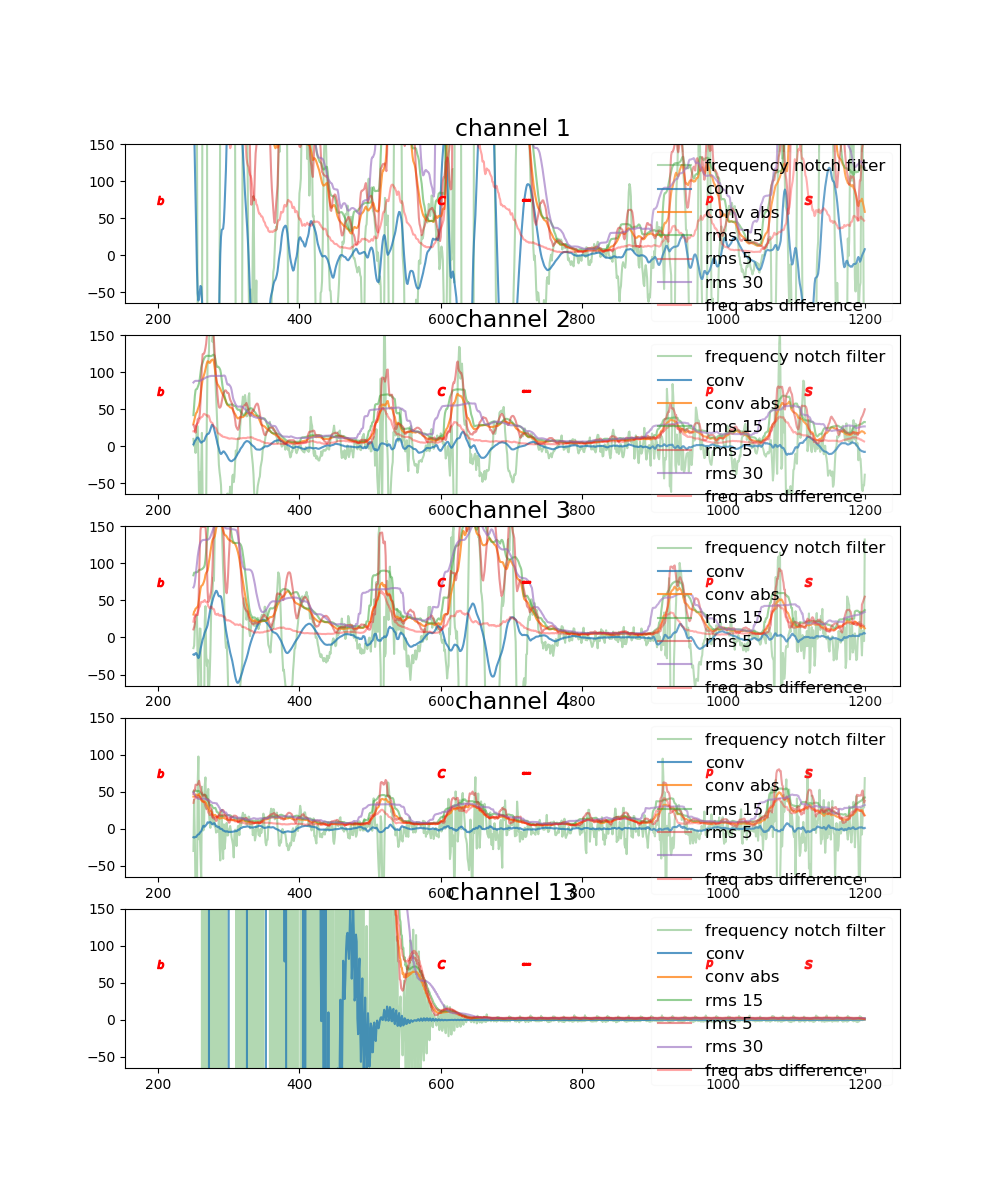 channel 1
150
100
50
0
−50
b
C
-
p
s
frequency notch filter
conv
conv abs
rms 15
rms 5
rms 30
freq abs difference
200 400 600 800 1000 1200
channel 2
150
100
50
0
−50
b
C
-
p
s
frequency notch filter
conv
conv abs
rms 15
rms 5
rms 30
freq abs difference
200 400 600 800 1000 1200
channel 3
150
100
50
0
−50
b
C
-
p
s
frequency notch filter
conv
conv abs
rms 15
rms 5
rms 30
freq abs difference
200 400 600 800 1000 1200
channel 4
150
100
50
0
−50
b
C
-
p
s
frequency notch filter
conv
conv abs
rms 15
rms 5
rms 30
freq abs difference
200 400 600 800 1000 1200
channel 13
150
100
50
0
−50
b
C
-
p
s
frequency notch filter
conv
conv abs
rms 15
rms 5
rms 30
freq abs difference
200 400 600 800 1000 1200